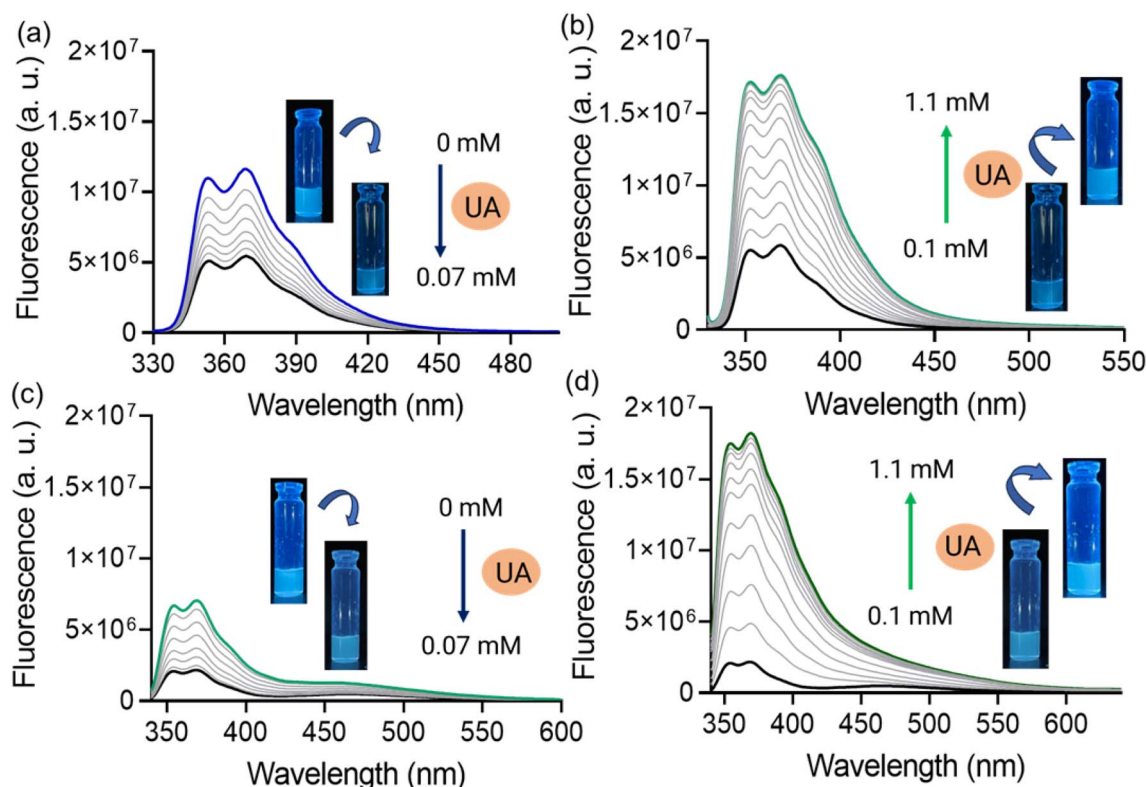 (a)
Fluorescence (a. u.)
2×10⁷
1.5×10⁷
1×10⁷
5×10⁶
0
330 360 390 420 450 480
Wavelength (nm)
0 mM
UA
0.07 mM
(b)
Fluorescence (a. u.)
2×10⁷
1.5×10⁷
1×10⁷
5×10⁶
0
350 400 450 500 550
Wavelength (nm)
1.1 mM
UA
0.1 mM
(c)
Fluorescence (a. u.)
2×10⁷
1.5×10⁷
1×10⁷
5×10⁶
0
350 400 450 500 550 600
Wavelength (nm)
0 mM
UA
0.07 mM
(d)
Fluorescence (a. u.)
2×10⁷
1.5×10⁷
1×10⁷
5×10⁶
0
350 400 450 500 550 600
Wavelength (nm)
1.1 mM
UA
0.1 mM